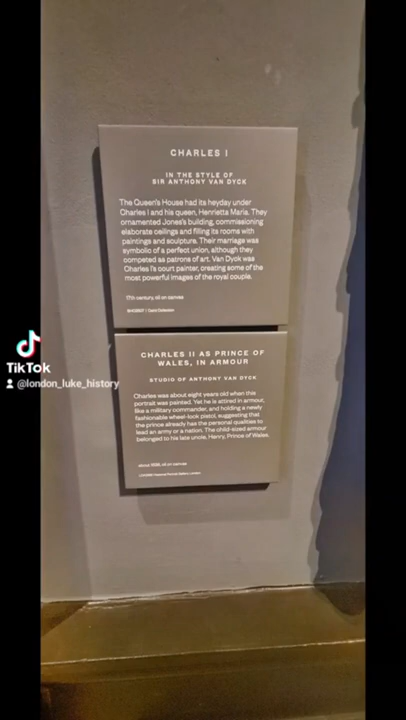 CHARLES I
IN THE STYLE OF
SIR ANTHONY VAN DYCK
The Queen's House had its heyday under
Charles I and his queen, Henrietta Maria. They
ornamented Jones's building, commissioning
elaborate ceilings and filling its rooms with
paintings and sculpture. Their marriage was
symbolic of a perfect union, although they
competed as patrons of art. Van Dyck was
Charles I's court painter, creating some of the
most powerful images of the royal couple.
17th century, oil on canvas
Caird Collection
CHARLES II AS PRINCE OF
WALES, IN ARMOUR
STUDIO OF ANTHONY VAN DYCK
Charles was about eight years old when this
portrait was painted. Yet he is attired in armour,
like a military commander, and holding a newly
fashionable wheel-lock pistol, suggesting that
the prince already has the personal qualities to
lead an army or a nation. The child-sized armour
belonged to his late uncle, Henry, Prince of Wales.
about 1638, oil on canvas
TikTok
@london_luke_history